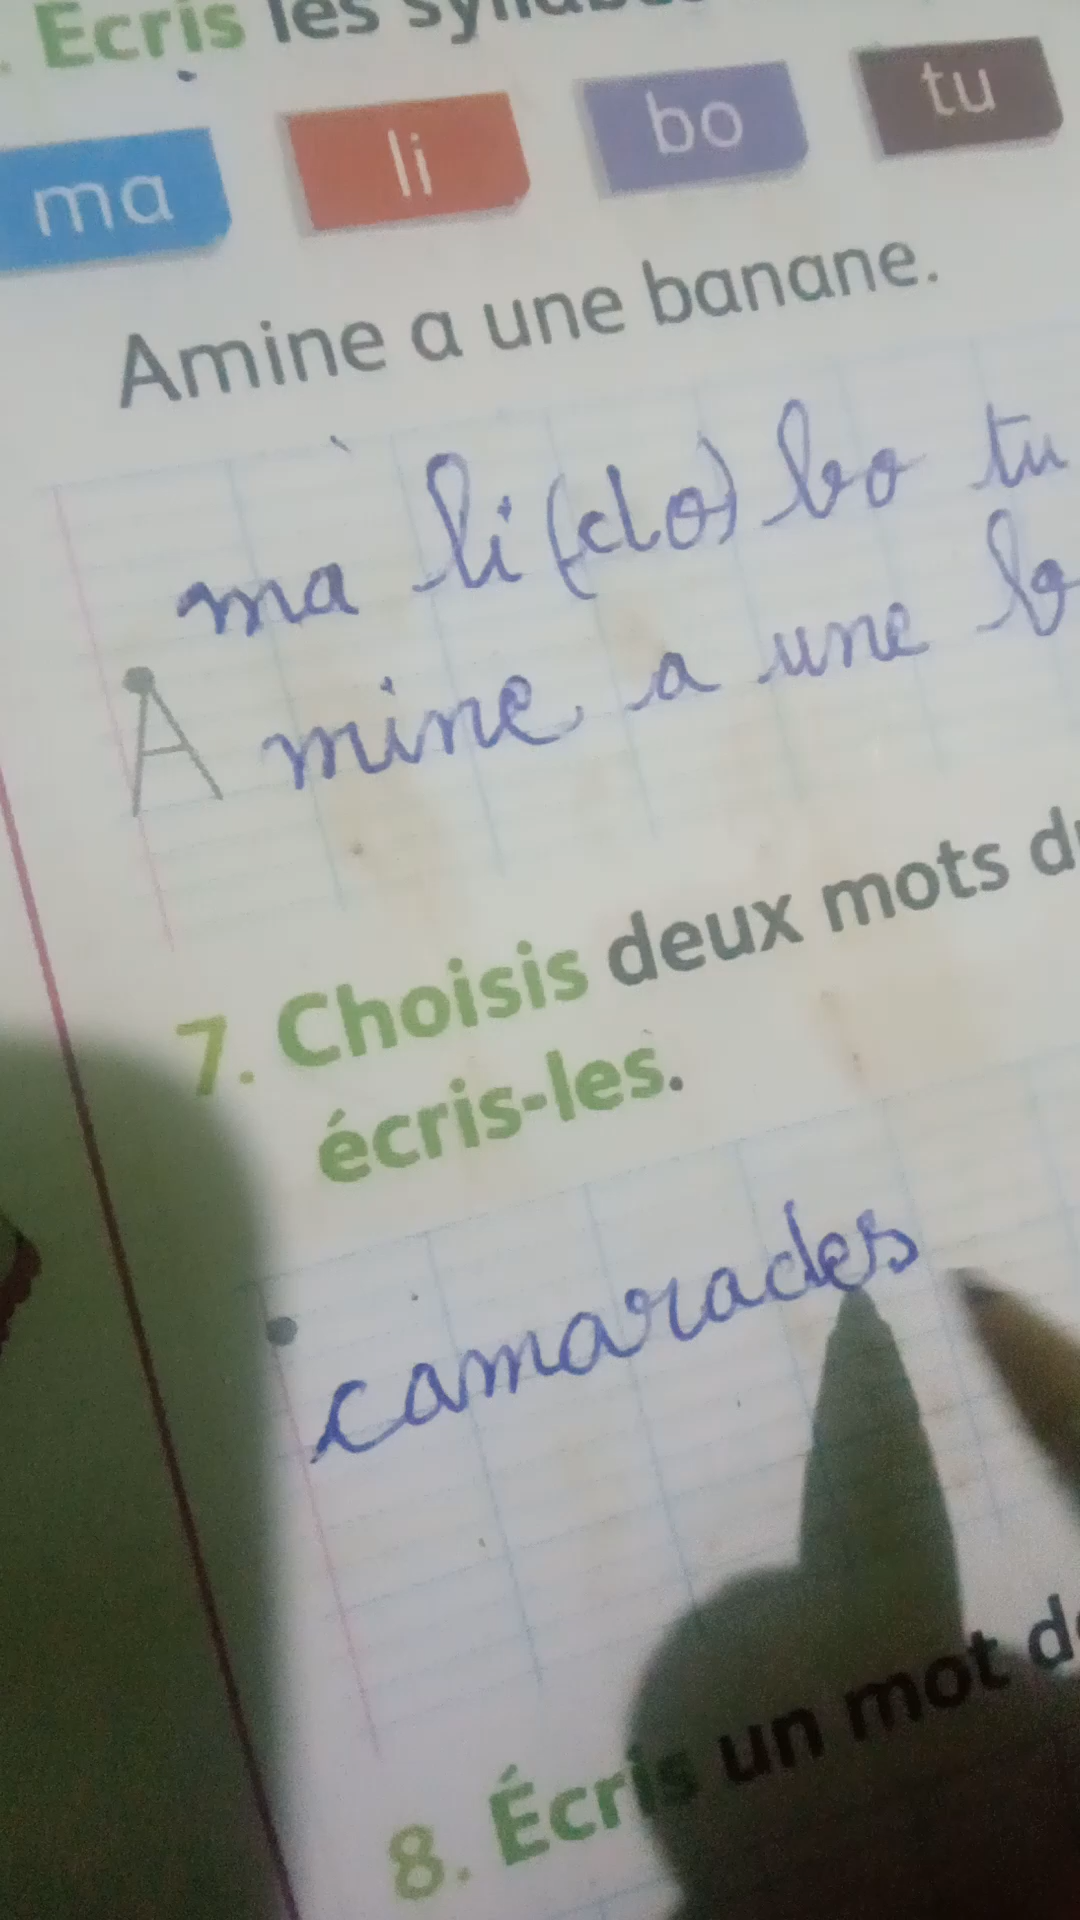 Écris les
ma li bo tu
Amine a une banane.
ma li (do) bo tu
A mine a une
7. Choisis deux mots
écris-les.
camarades
8. Écris un mot